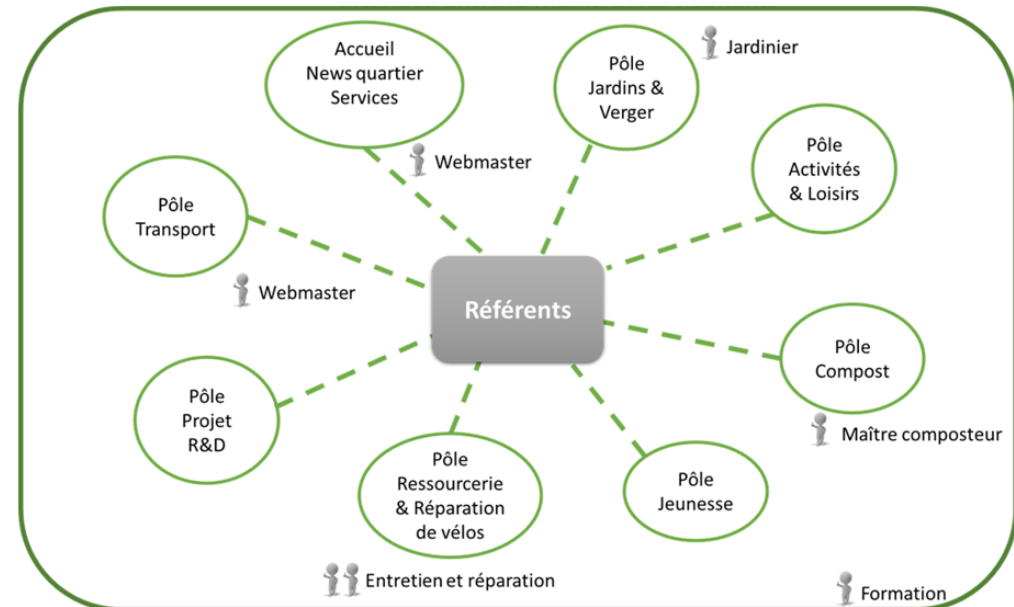 Accueil
News quartier
Services
Pôle
Jardins &
Verger
Jardinier
Webmaster
Pôle
Activités
& Loisirs
Pôle
Transport
Webmaster
Référents
Pôle
Compost
Maître composteur
Pôle
Projet
R&D
Pôle
Ressourcerie
& Réparation
de vélos
Pôle
Jeunesse
Entretien et réparation
Formation